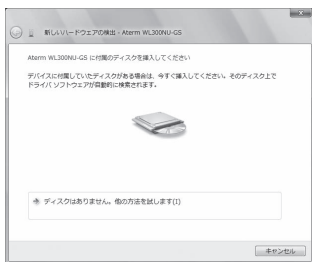 新しいハードウェアの検出 - Aterm WL300NU-GS
Aterm WL300NU-GS に付属のディスクを挿入してください
デバイスに付属していたディスクがある場合は、今すぐ挿入してください。そのディスク上で
ドライバ ソフトウェアが自動的に検索されます。
ディスクはありません。他の方法を試します(I)
キャンセル